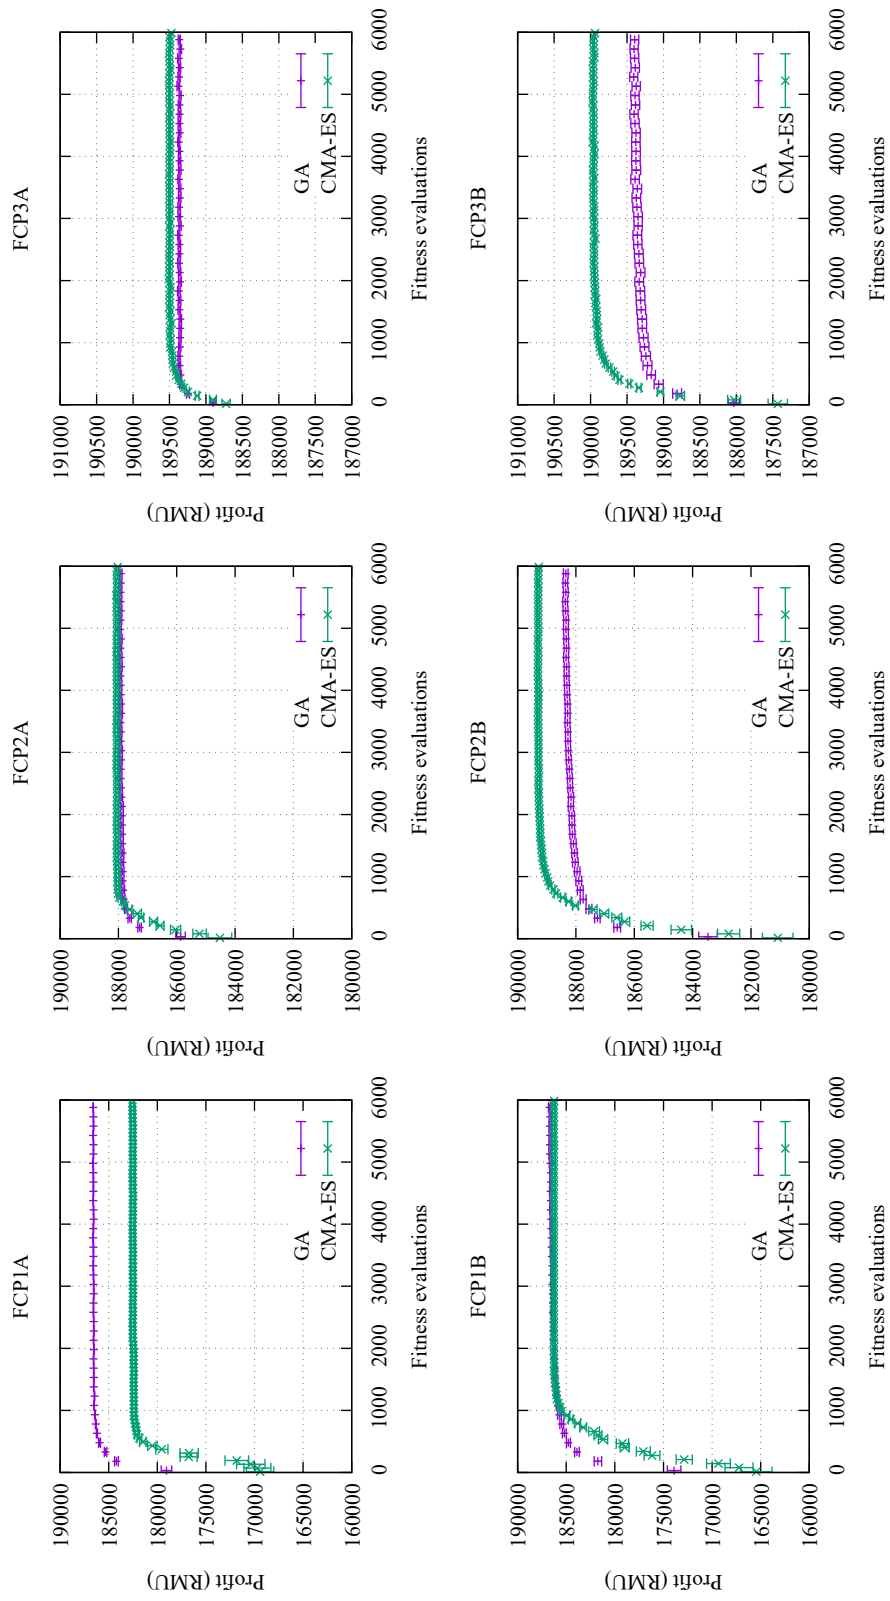 FCP1A
Profit (RMU)
190000
185000
180000
175000
170000
165000
160000
0 1000 2000 3000 4000 5000 6000
Fitness evaluations
GA
CMA-ES
FCP2A
Profit (RMU)
190000
188000
186000
184000
182000
180000
0 1000 2000 3000 4000 5000 6000
Fitness evaluations
GA
CMA-ES
FCP3A
Profit (RMU)
191000
190500
190000
189500
189000
188500
188000
187500
187000
0 1000 2000 3000 4000 5000 6000
Fitness evaluations
GA
CMA-ES
FCP1B
Profit (RMU)
190000
185000
180000
175000
170000
165000
160000
0 1000 2000 3000 4000 5000 6000
Fitness evaluations
GA
CMA-ES
FCP2B
Profit (RMU)
190000
188000
186000
184000
182000
180000
0 1000 2000 3000 4000 5000 6000
Fitness evaluations
GA
CMA-ES
FCP3B
Profit (RMU)
191000
190500
190000
189500
189000
188500
188000
187500
187000
0 1000 2000 3000 4000 5000 6000
Fitness evaluations
GA
CMA-ES